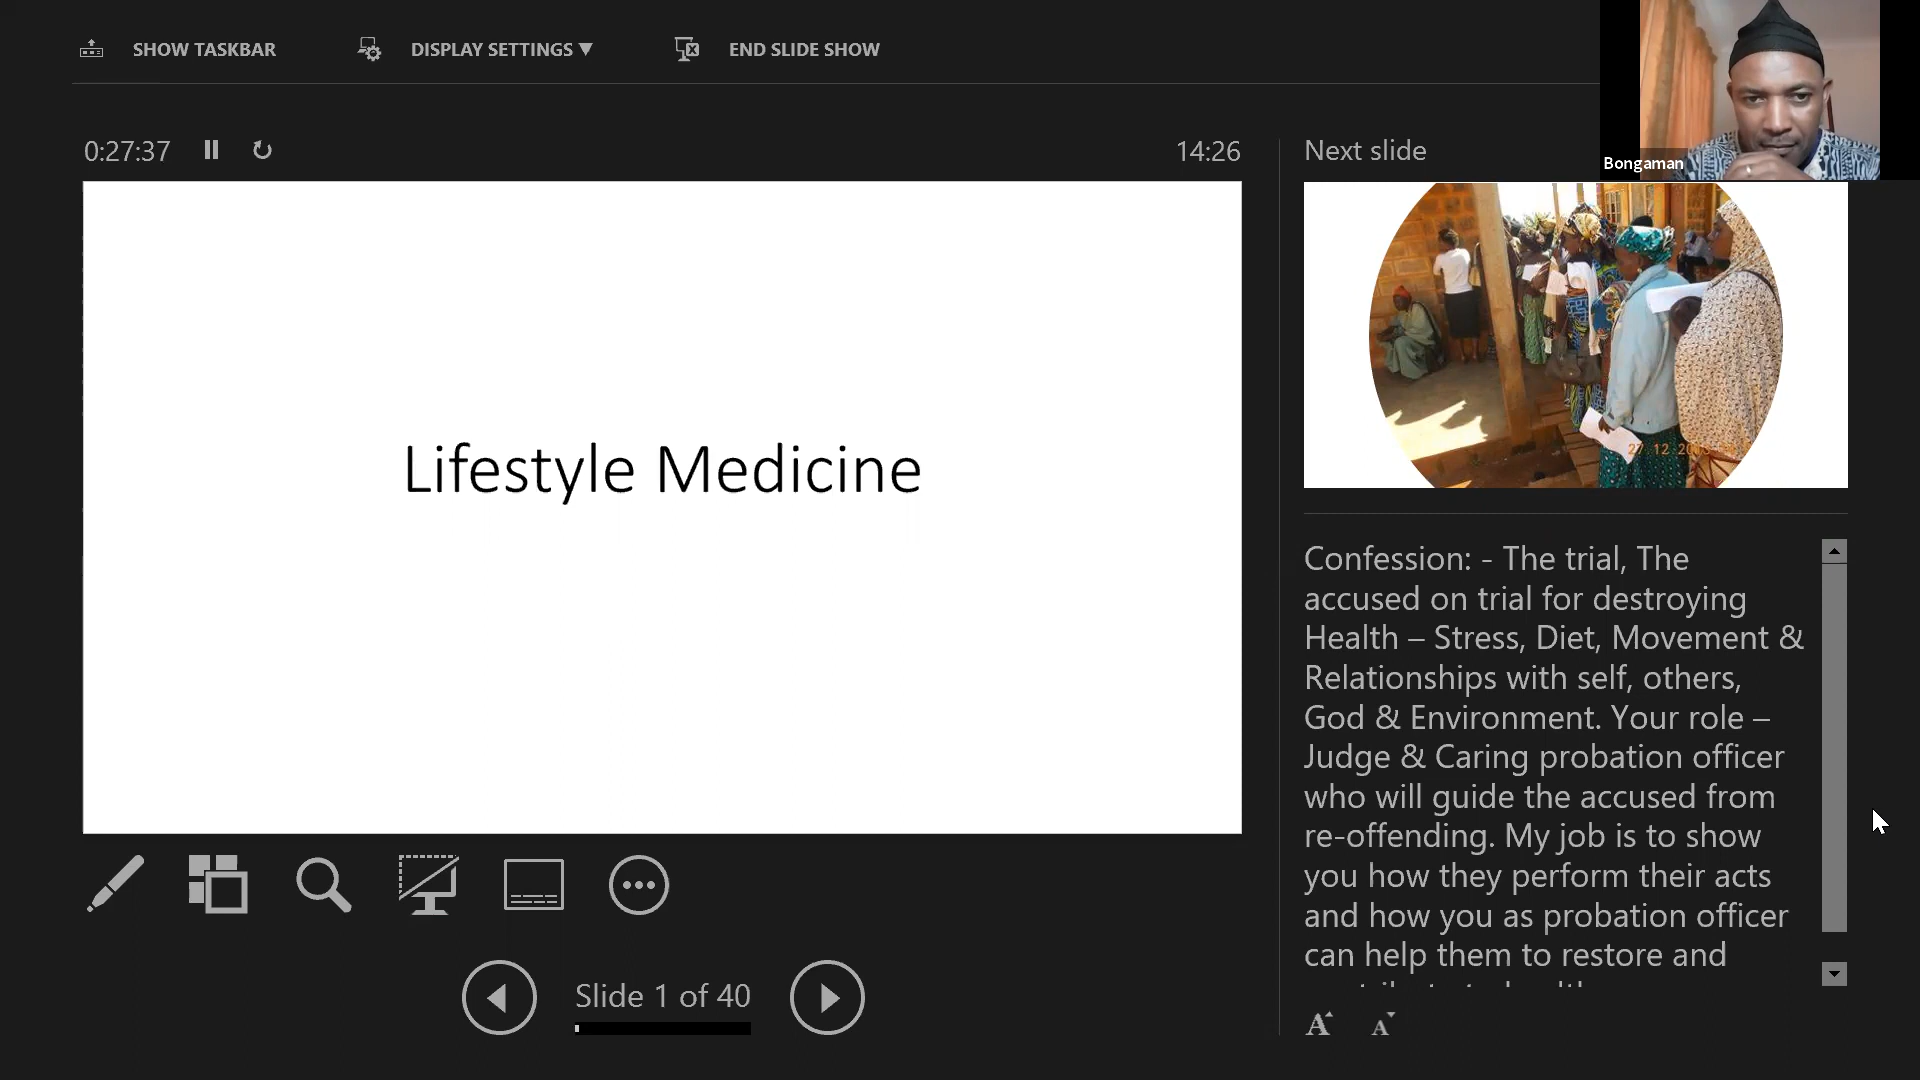 SHOW TASKBAR
DISPLAY SETTINGS ▼
END SLIDE SHOW
Bongaman
0:27:37
14:26
Next slide
Lifestyle Medicine
27 12
Confession: - The trial, The
accused on trial for destroying
Health – Stress, Diet, Movement &
Relationships with self, others,
God & Environment. Your role –
Judge & Caring probation officer
who will guide the accused from
re-offending. My job is to show
you how they perform their acts
and how you as probation officer
can help them to restore and
Slide 1 of 40
A
A